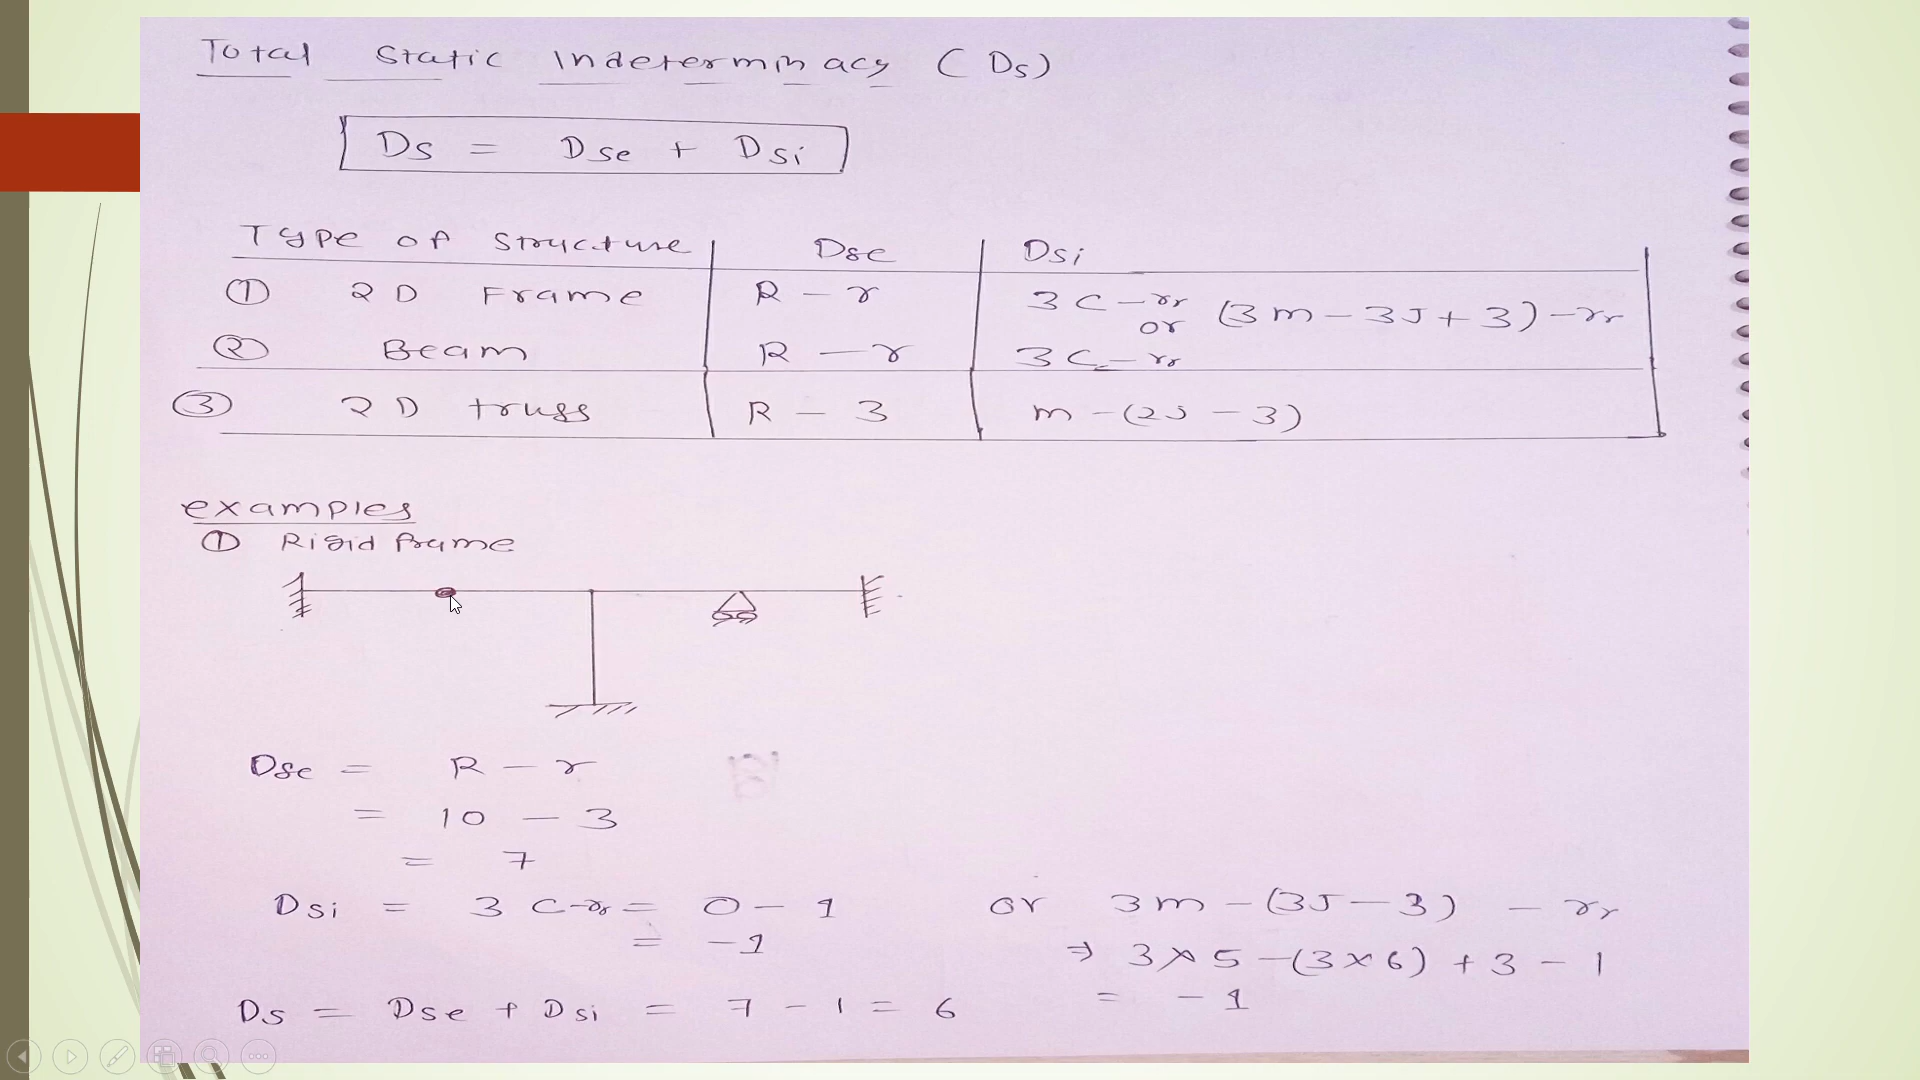 Total Static Indeterminacy (Ds)
Ds = Dse + Dsi
Type of structure Dse Dsi
① 2D Frame R - r 3C - rr or (3m - 3J + 3) - rr
② Beam R - r 3C - rr
③ 2D truss R - 3 m - (2J - 3)
examples
① Rigid frame
Dse = R - r
= 10 - 3
= 7
Dsi = 3C - rr = 0 - 1 or 3m - (3J - 3) - rr
= -1 ⇒ 3 × 5 - (3 × 6) + 3 - 1
= - 1
Ds = Dse + Dsi = 7 - 1 = 6